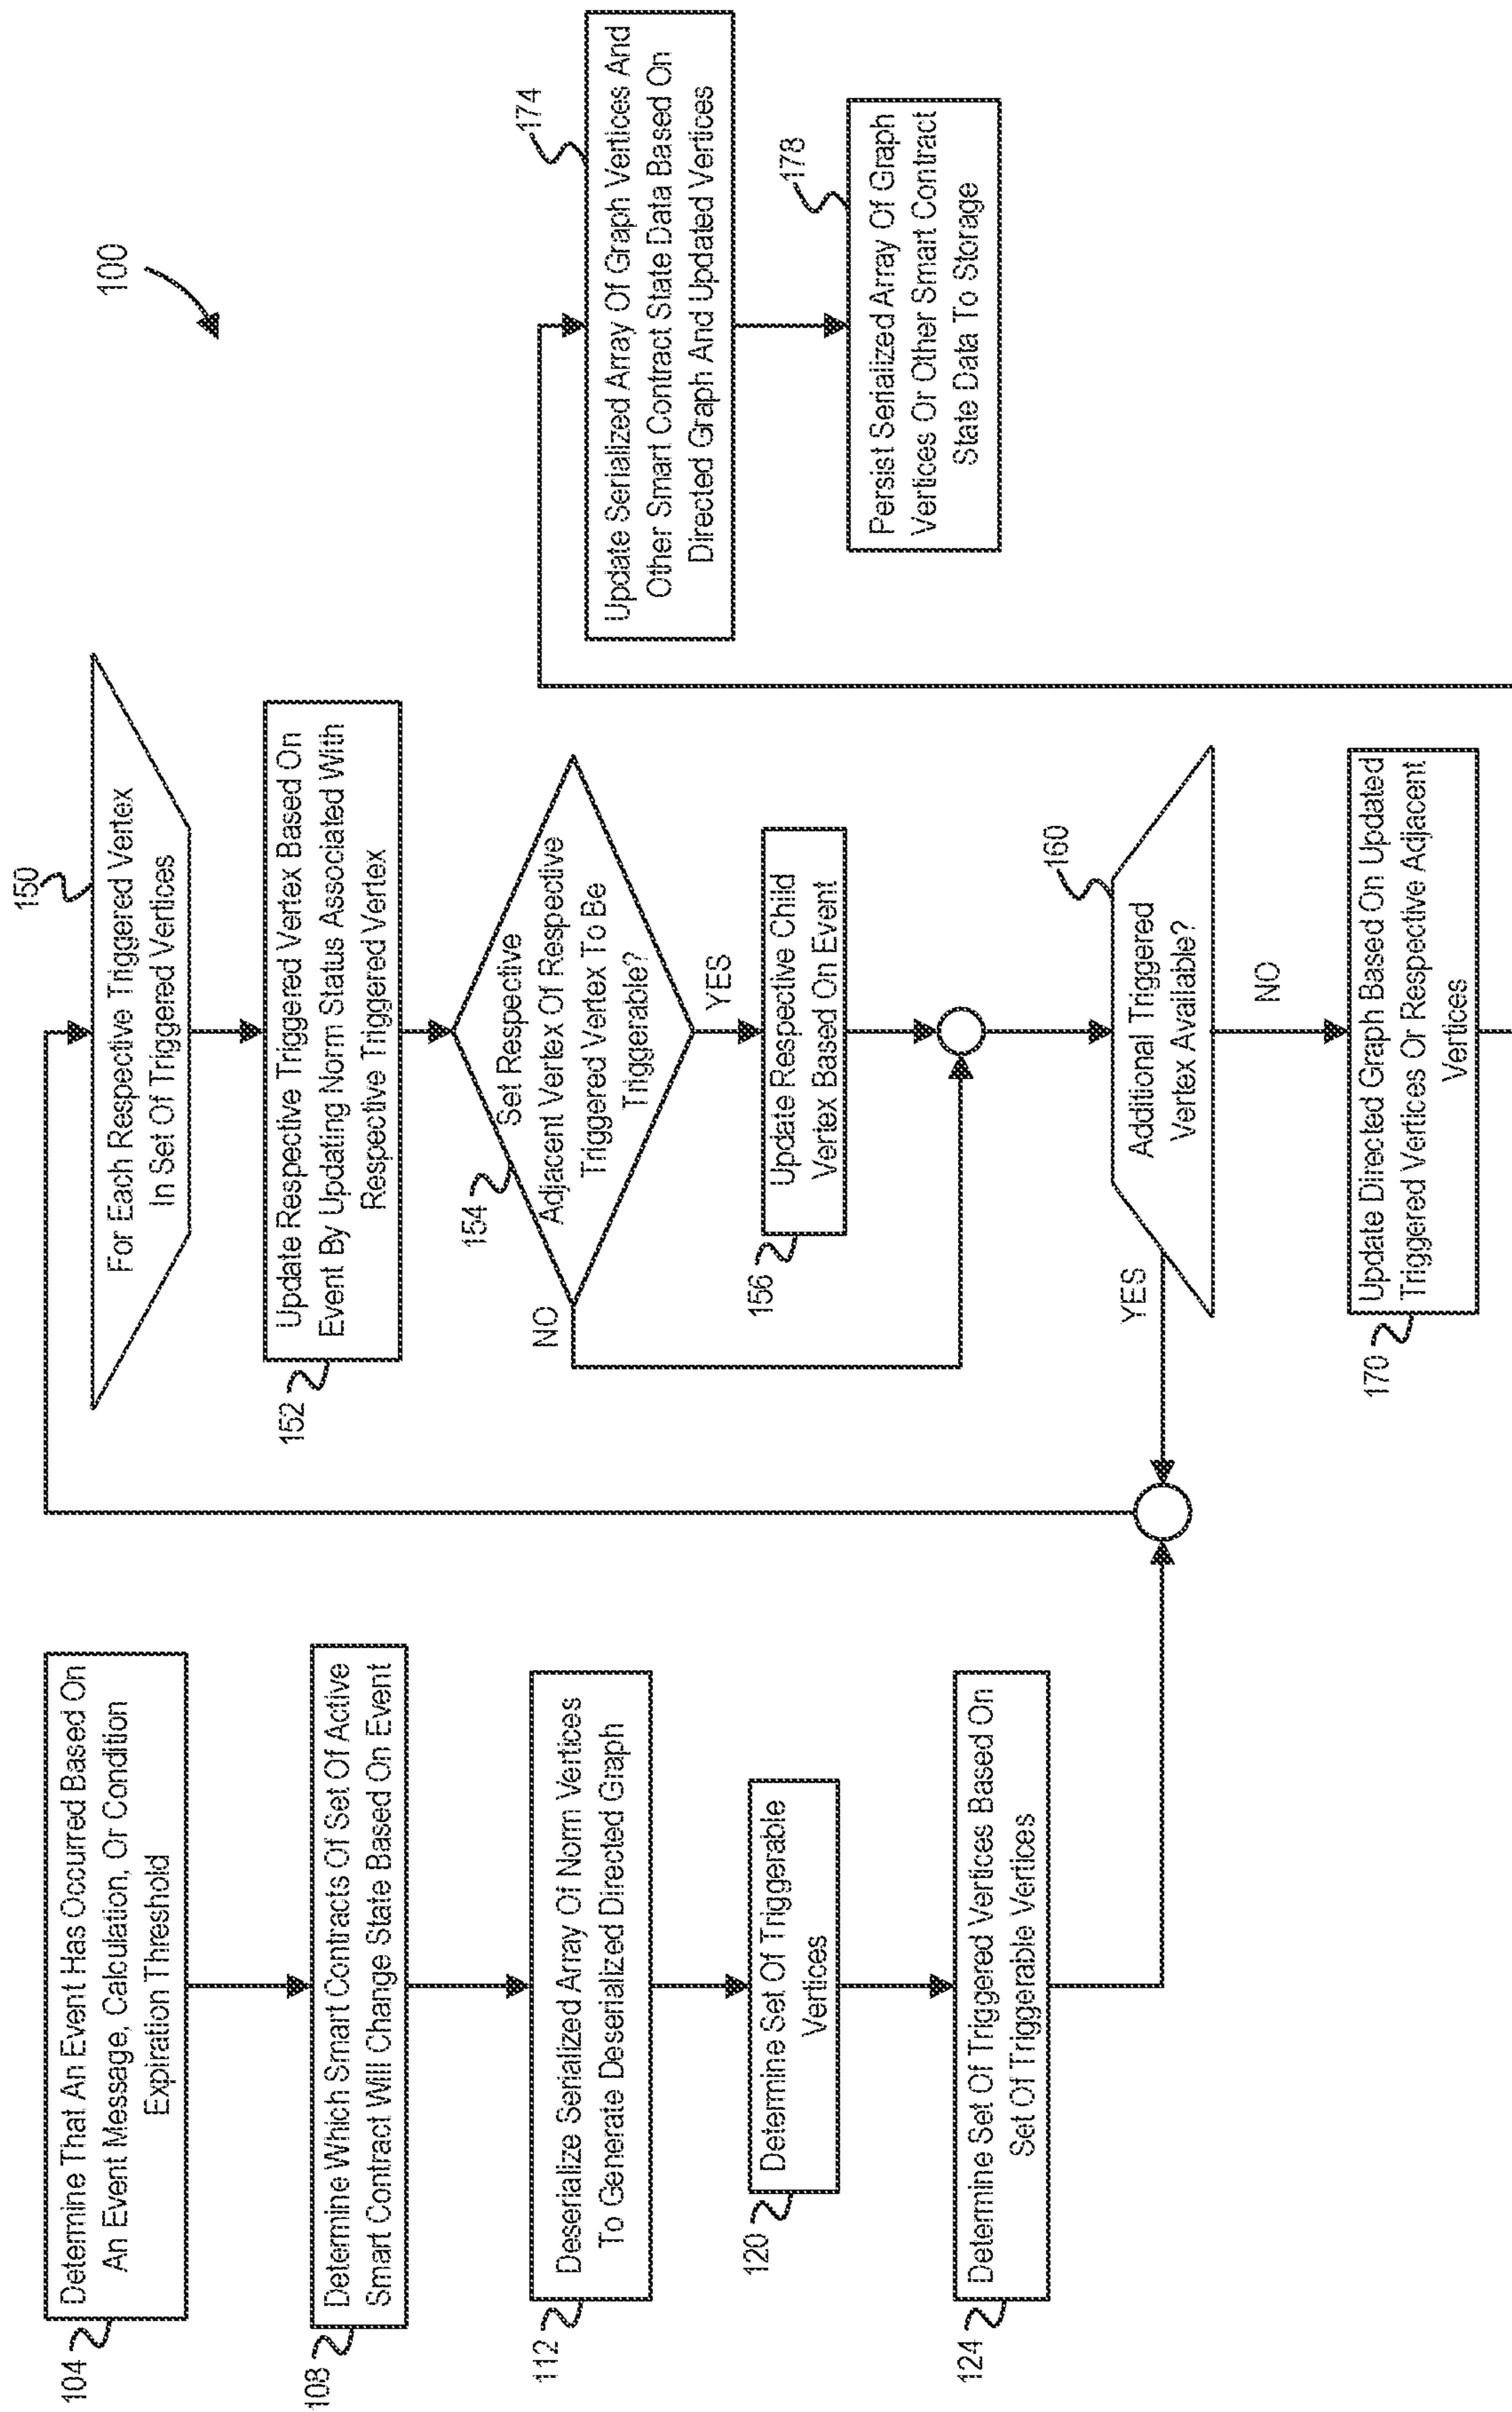 100
104
Determine That An Event Has Occurred Based On
An Event Message, Calculation, Or Condition
Expiration Threshold
108
Determine Which Smart Contracts Of Set Of Active
Smart Contract Will Change State Based On Event
112
Deserialize Serialized Array Of Norm Vertices
To Generate Deserialized Directed Graph
120
Determine Set Of Triggerable
Vertices
124
Determine Set Of Triggered Vertices Based On
Set Of Triggerable Vertices
150
For Each Respective Triggered Vertex
In Set Of Triggered Vertices
152
Update Respective Triggered Vertex Based On
Event By Updating Norm Status Associated With
Respective Triggered Vertex
154
Set Respective
Adjacent Vertex Of Respective
Triggered Vertex To Be
Triggerable?
NO
YES
156
Update Respective Child
Vertex Based On Event
160
Additional Triggered
Vertex Available?
YES
NO
170
Update Directed Graph Based On Updated
Triggered Vertices Or Respective Adjacent
Vertices
174
Update Serialized Array Of Graph Vertices And
Other Smart Contract State Data Based On
Directed Graph And Updated Vertices
178
Persist Serialized Array Of Graph
Vertices Or Other Smart Contract
State Data To Storage